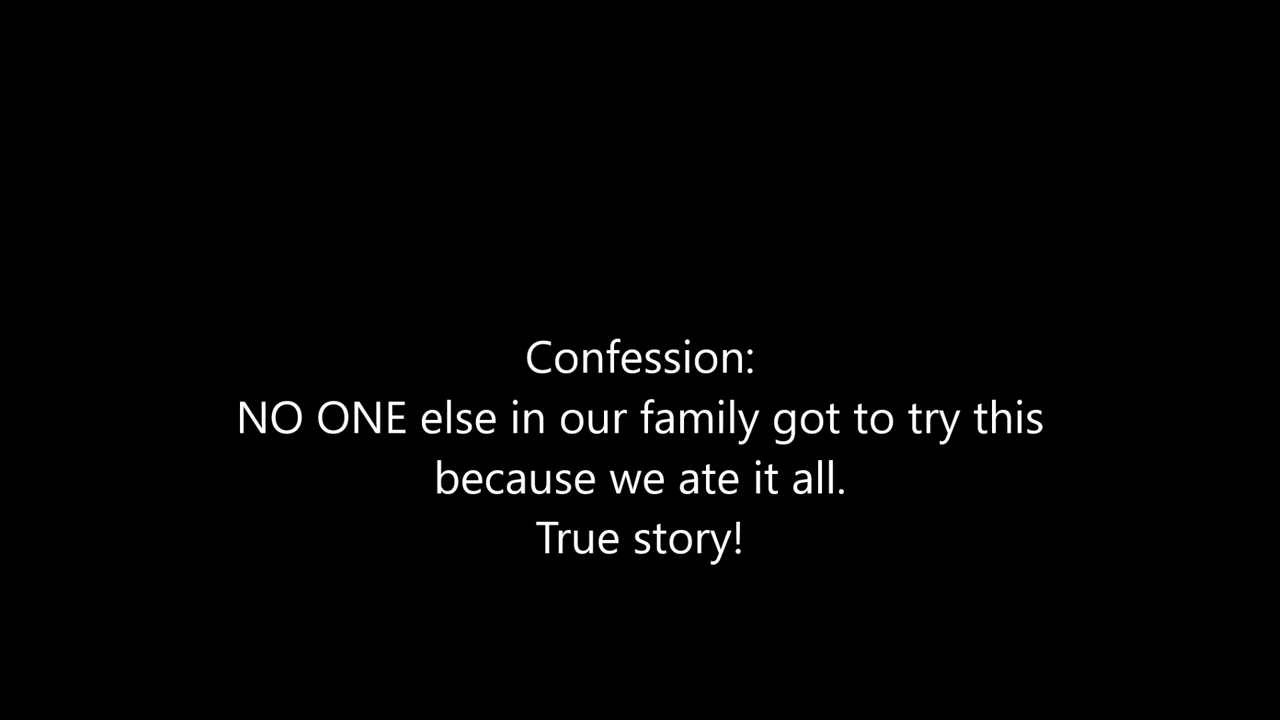 Confession:
NO ONE else in our family got to try this
because we ate it all.
True story!